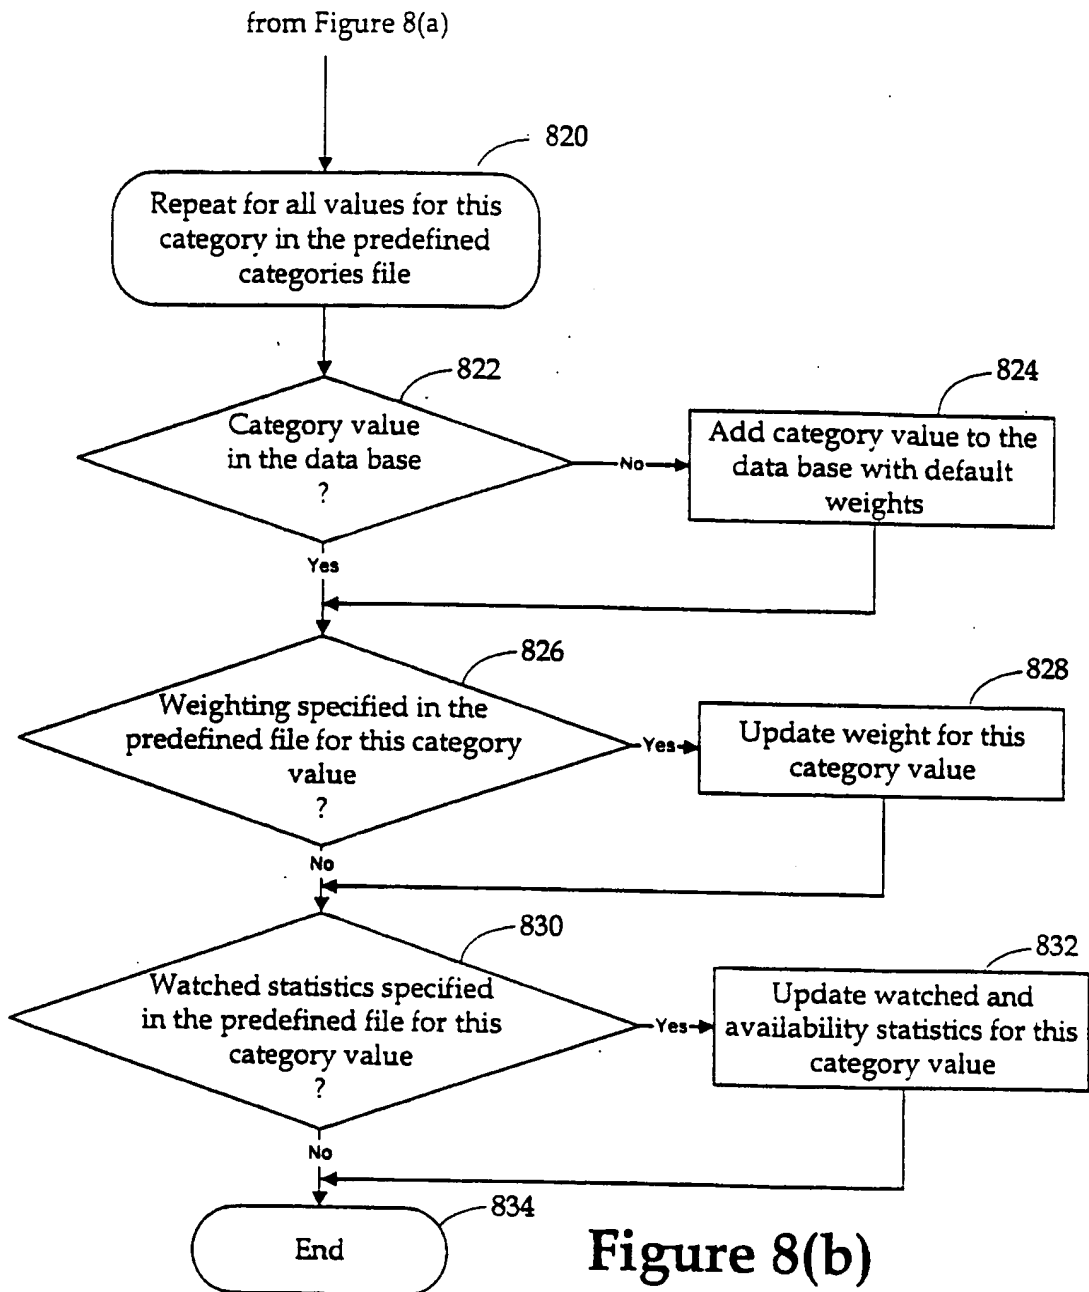 from Figure 8(a)
820
Repeat for all values for this
category in the predefined
categories file
822
Category value
in the data base
?
No
824
Add category value to the
data base with default
weights
Yes
826
Weighting specified in the
predefined file for this category
value
?
Yes
828
Update weight for this
category value
No
830
Watched statistics specified
in the predefined file for this
category value
?
Yes
832
Update watched and
availability statistics for this
category value
No
834
End
Figure 8(b)